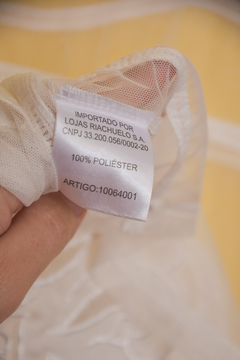 IMPORTADO POR
LOJAS RIACHUELO S.A.
CNPJ 33.200.056/0002-20
100% POLIÉSTER
ARTIGO:10064001